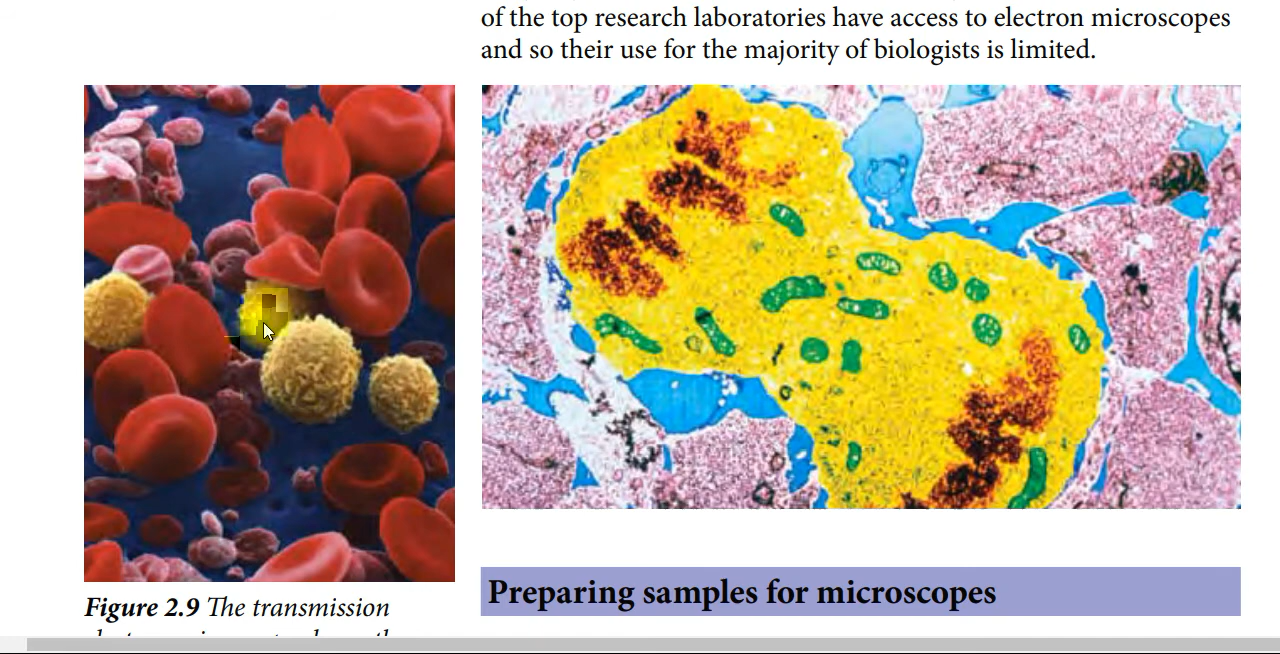 of the top research laboratories have access to electron microscopes
and so their use for the majority of biologists is limited.
Preparing samples for microscopes
Figure 2.9 The transmission